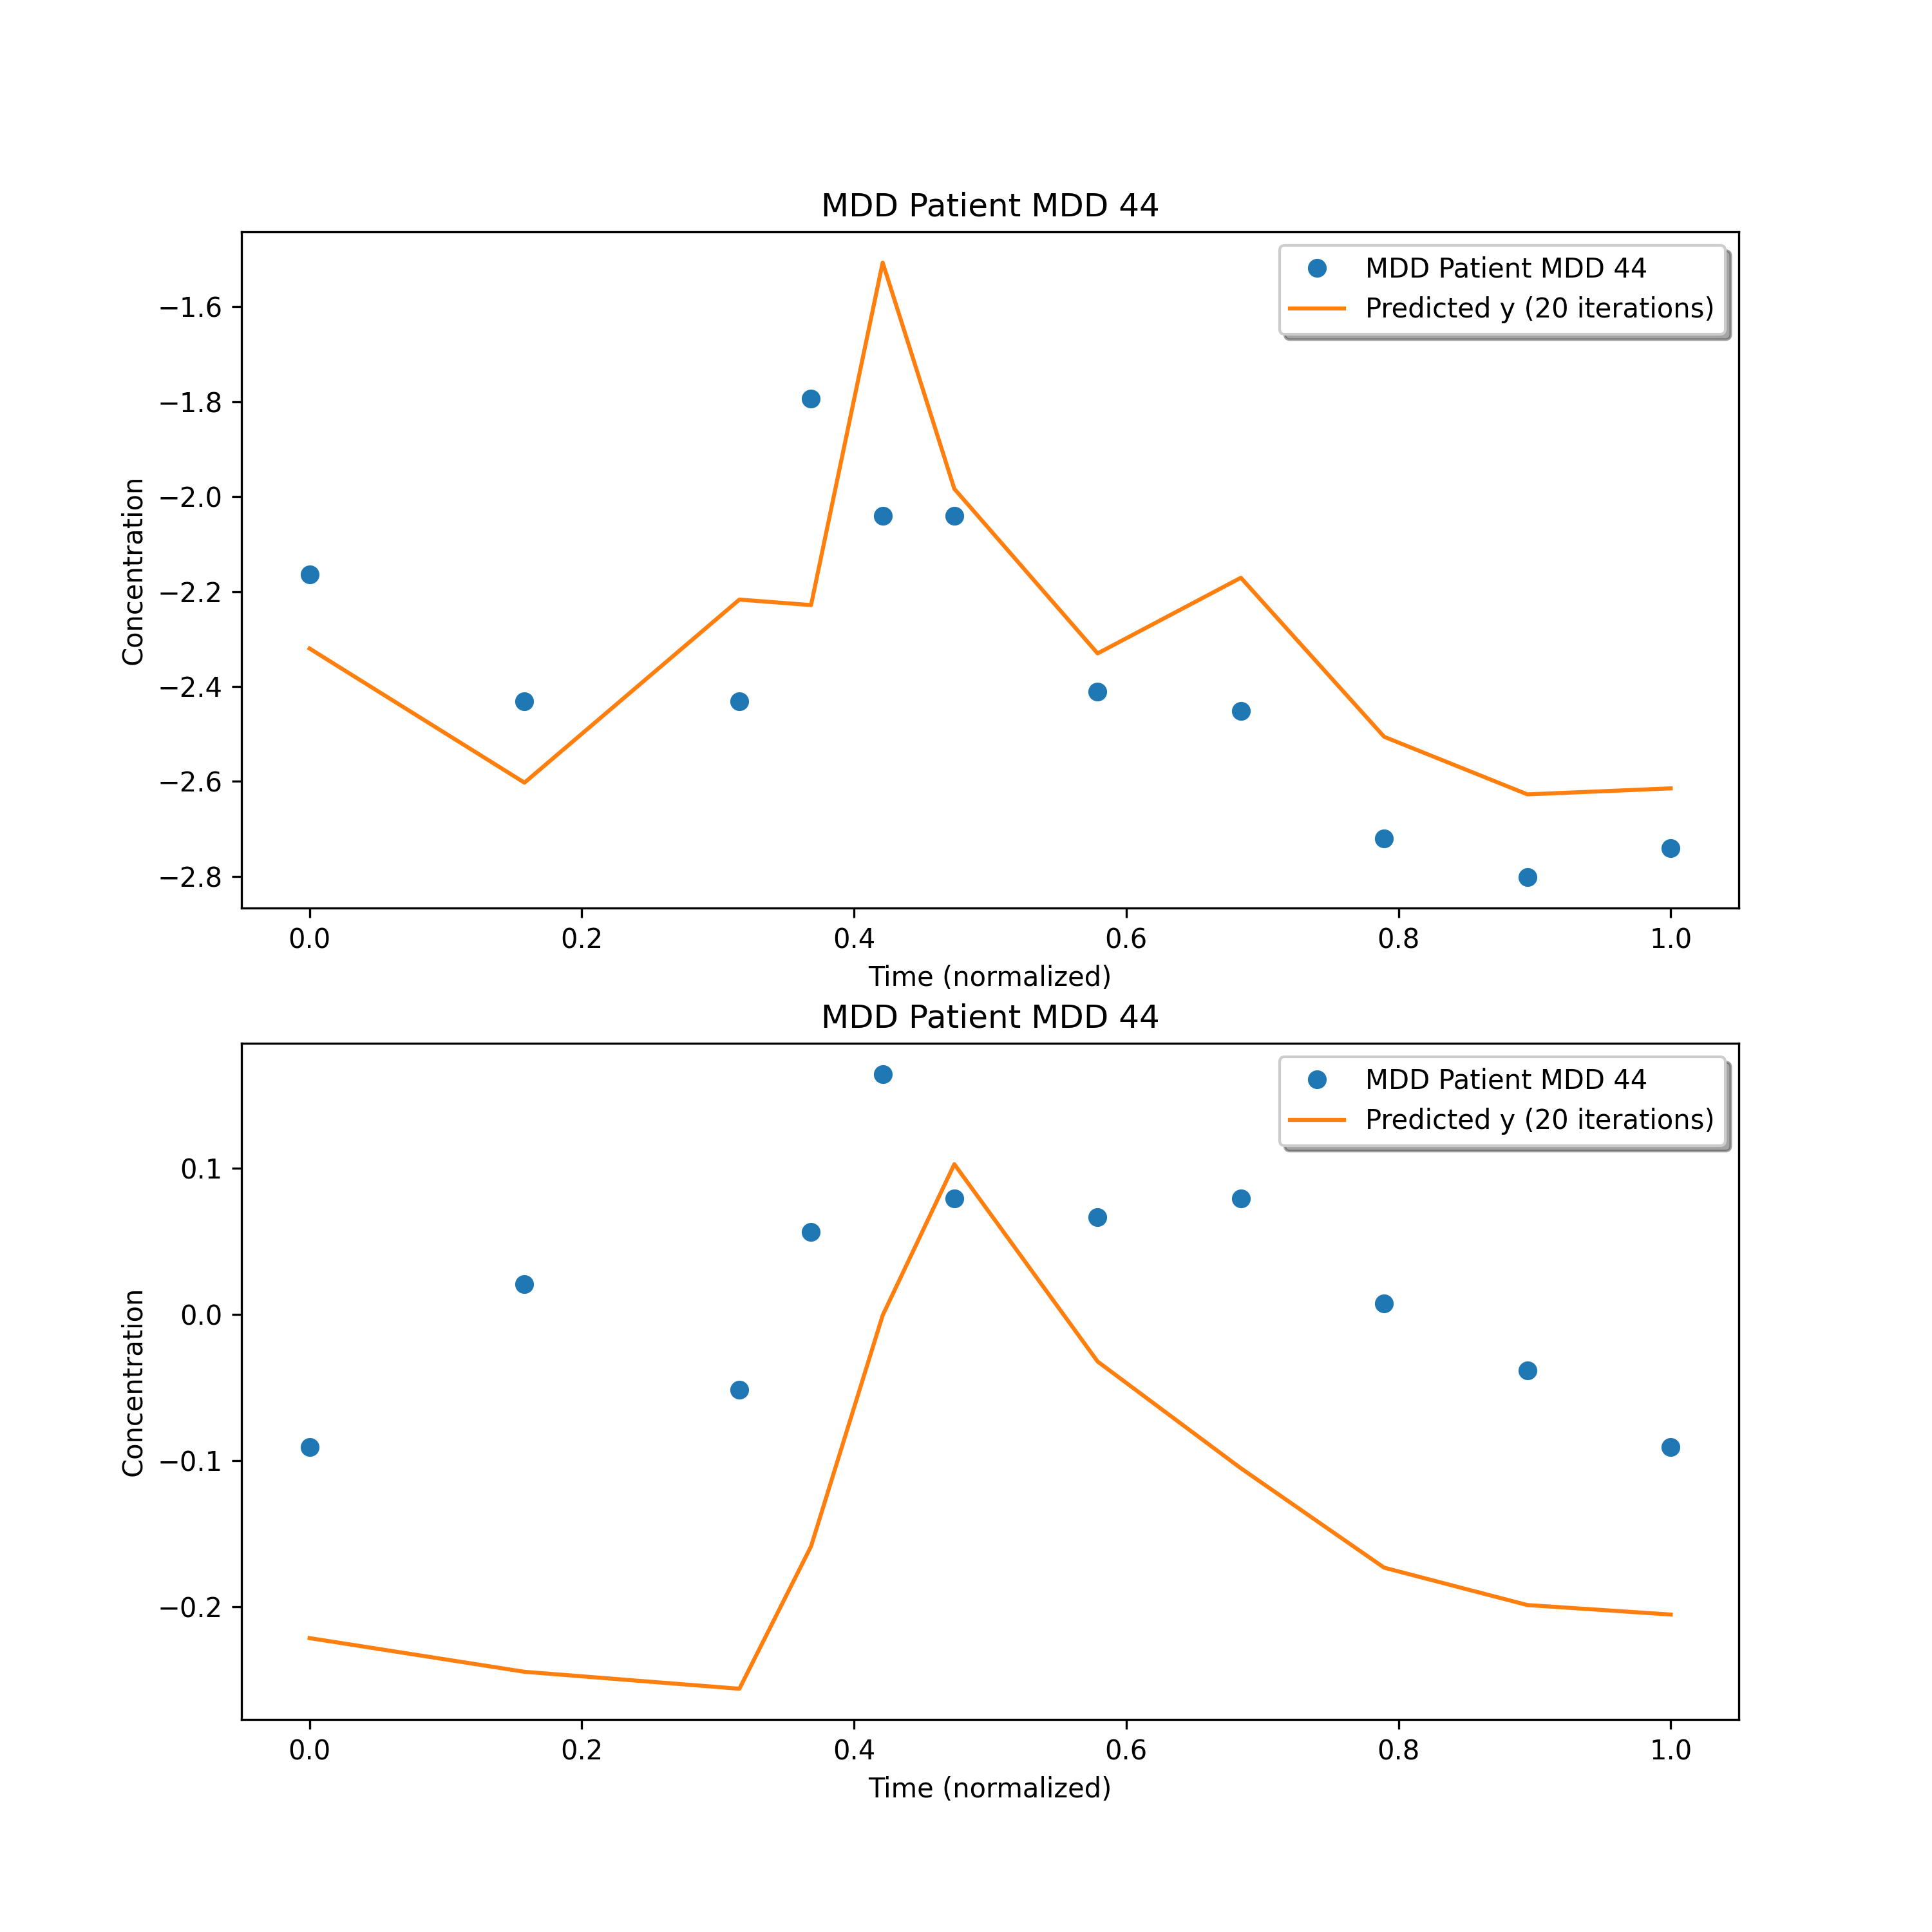 MDD Patient MDD 44
MDD Patient MDD 44
Predicted y (20 iterations)
−1.6
−1.8
−2.0
−2.2
−2.4
−2.6
−2.8
Concentration
0.0 0.2 0.4 0.6 0.8 1.0
Time (normalized)
MDD Patient MDD 44
MDD Patient MDD 44
Predicted y (20 iterations)
0.1
0.0
−0.1
−0.2
Concentration
0.0 0.2 0.4 0.6 0.8 1.0
Time (normalized)